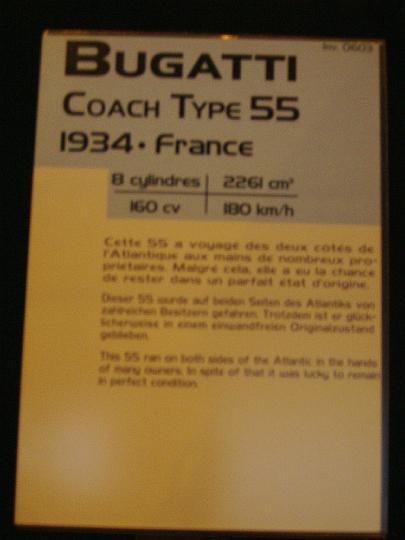 Inv. 0603
BUGATTI
COACH TYPE 55
1934 • France
8 cylindres 2261 cm³
160 cv 180 km/h
Cette 55 a voyagé des deux côtés de
l'Atlantique aux mains de nombreux pro-
priétaires. Malgré cela, elle a eu la chance
de rester dans un parfait état d'origine.
Dieser 55 wurde auf beiden Seiten des Atlantiks von
zahlreichen Besitzern gefahren. Trotzdem ist er glück-
licherweise in einem einwandfreien Originalzustand
geblieben.
This 55 ran on both sides of the Atlantic in the hands
of many owners. In spite of that it was lucky to remain
in perfect condition.